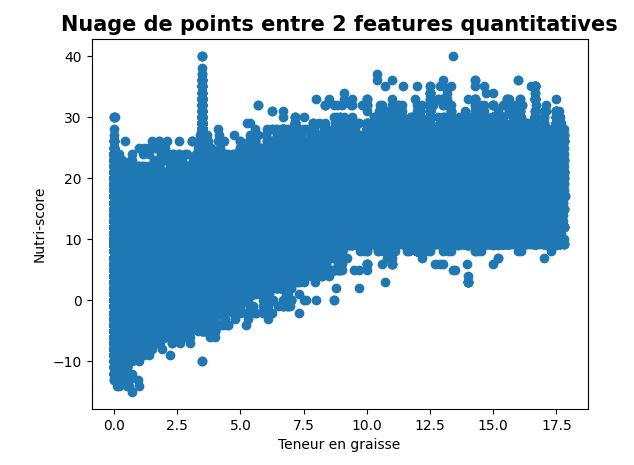 Nuage de points entre 2 features quantitatives
40
30
20
10
0
−10
Nutri-score
0.0 2.5 5.0 7.5 10.0 12.5 15.0 17.5
Teneur en graisse